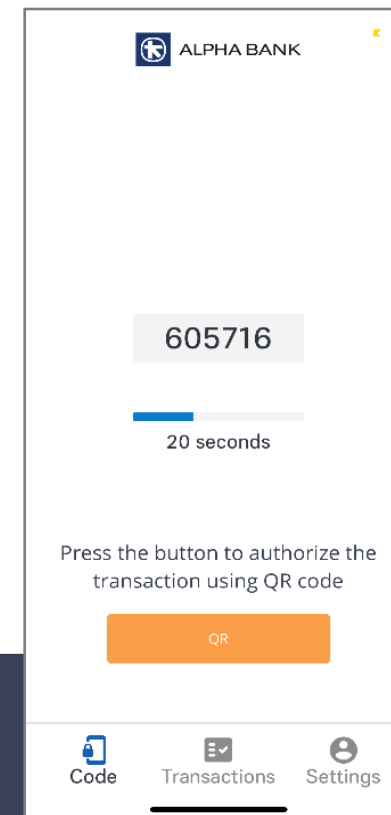 ALPHA BANK
605716
20 seconds
Press the button to authorize the
transaction using QR code
QR
Code
Transactions
Settings